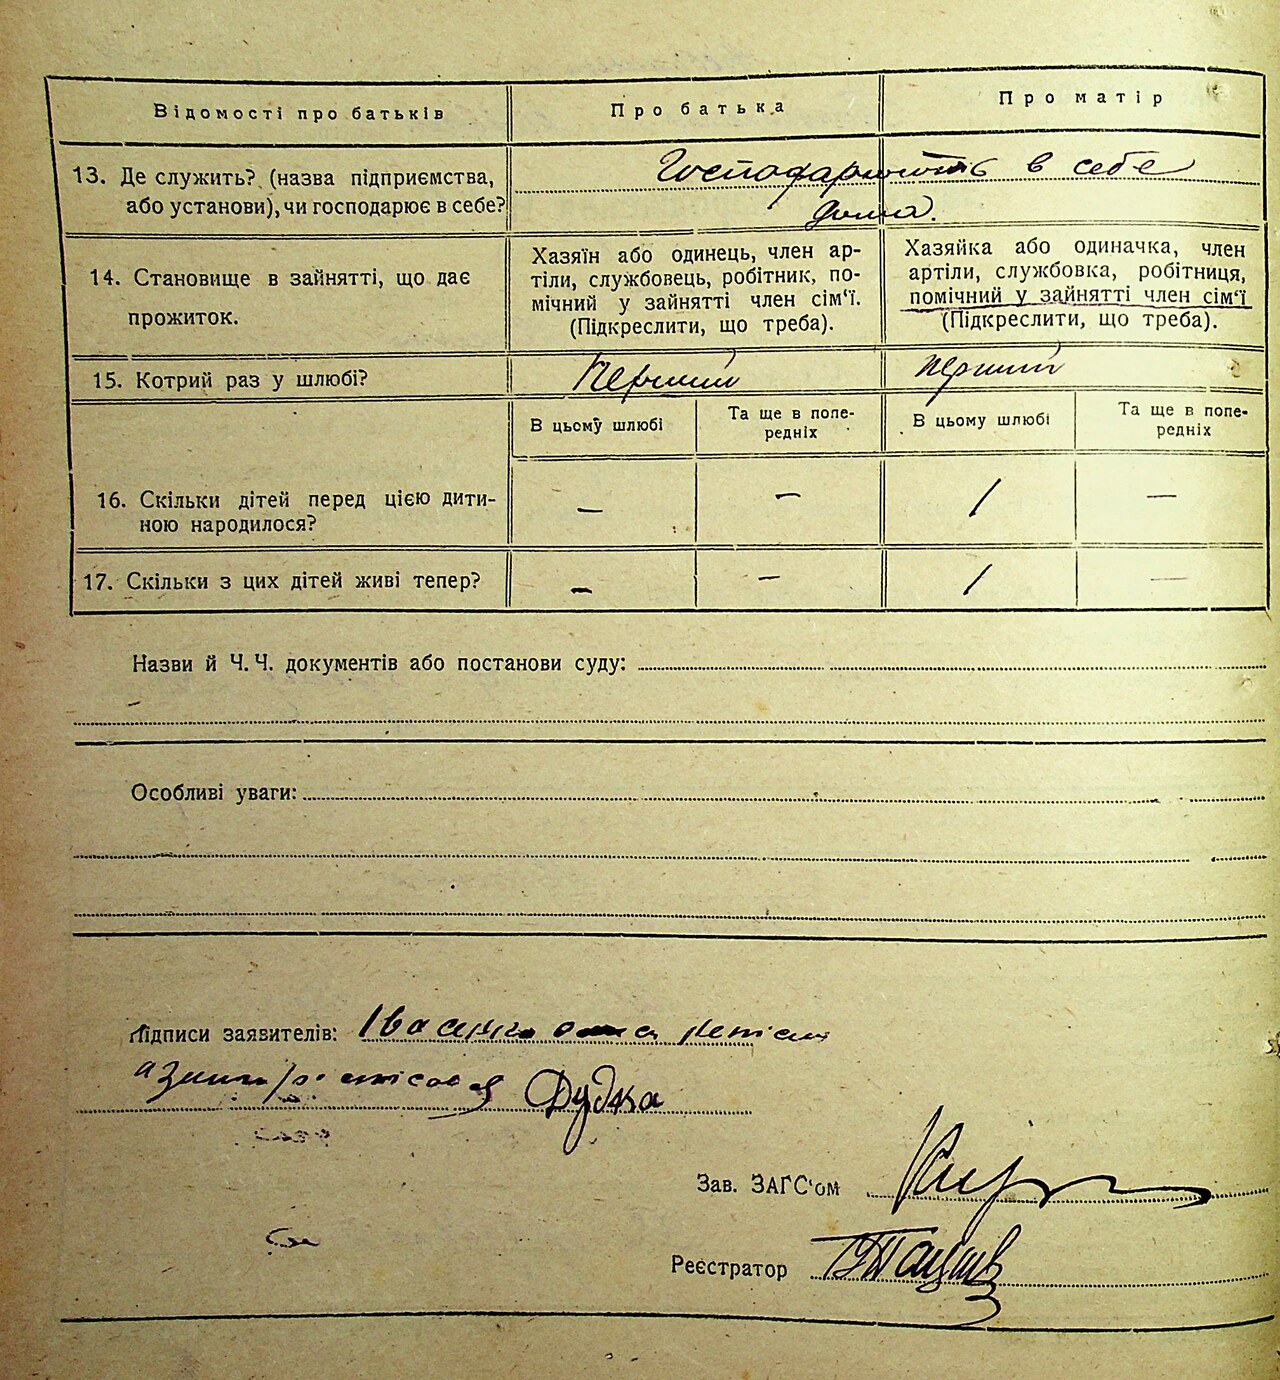 Відомості про батьків Про батька Про матір
13. Де служить? (назва підприємства, або установи), чи господарює в себе?
Господарюють в себе
дома.
14. Становище в зайнятті, що дає
прожиток.
Хазяїн або одинець, член ар-
тіли, службовець, робітник, по-
мічний у зайнятті член сім'ї.
(Підкреслити, що треба).
Хазяйка або одиначка, член
артіли, службовка, робітниця,
помічний у зайнятті член сім'ї
(Підкреслити, що треба).
15. Котрий раз у шлюбі? Перший перший
В цьому шлюбі
Та ще в попе-
редніх
В цьому шлюбі
Та ще в попе-
редніх
16. Скільки дітей перед цією дити-
ною народилося? — — 1 —
17. Скільки з цих дітей живі тепер? — — 1 —
Назви й Ч. Ч. документів або постанови суду:
Особливі уваги:
Підписи заявителів:
Дудка
Зав. ЗАГС'ом
Реєстратор